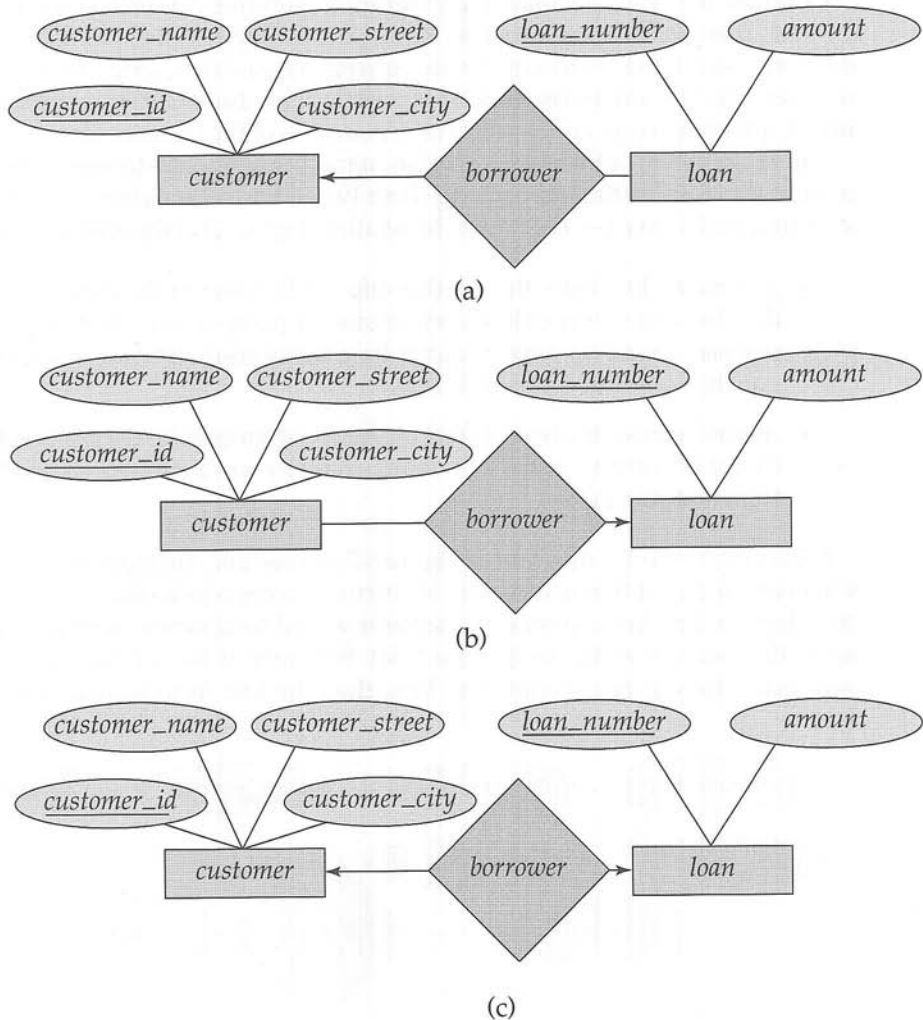 customer_name customer_street loan_number amount
customer_id customer_city
customer borrower loan
(a)
customer_name customer_street loan_number amount
customer_id customer_city
customer borrower loan
(b)
customer_name customer_street loan_number amount
customer_id customer_city
customer borrower loan
(c)